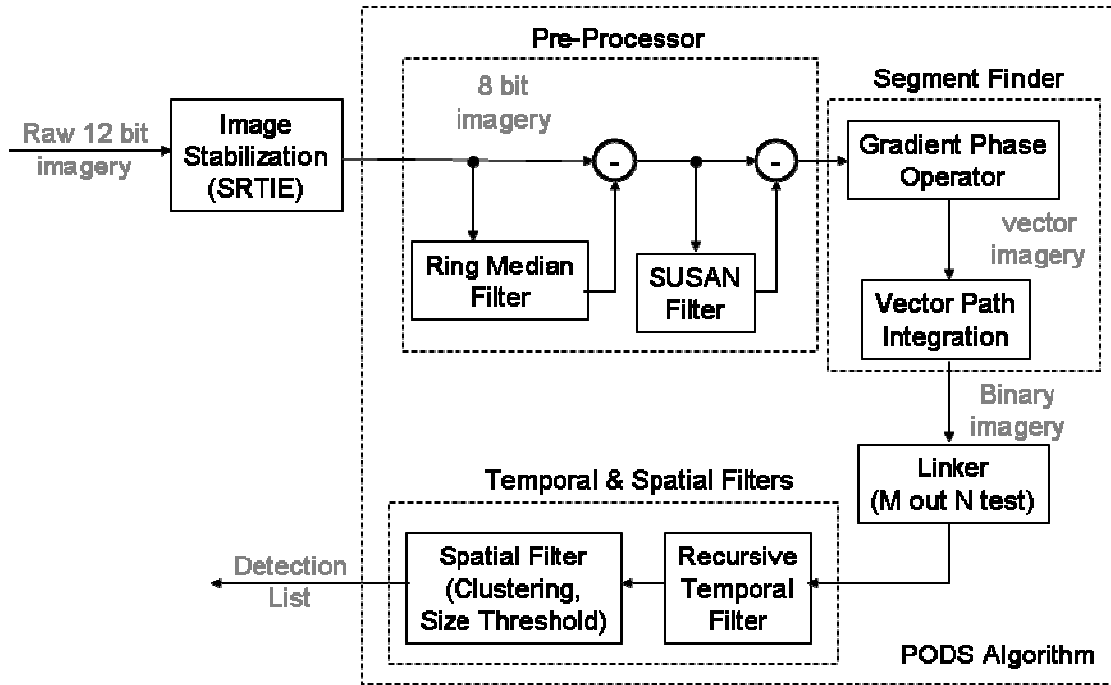 Pre-Processor
8 bit
imagery
Segment Finder
Raw 12 bit
imagery
Image
Stabilization
(SRTIE)
-
-
Gradient Phase
Operator
vector
imagery
Ring Median
Filter
SUSAN
Filter
Vector Path
Integration
Binary
imagery
Linker
(M out N test)
Temporal & Spatial Filters
Detection
List
Spatial Filter
(Clustering,
Size Threshold)
Recursive
Temporal
Filter
PODS Algorithm